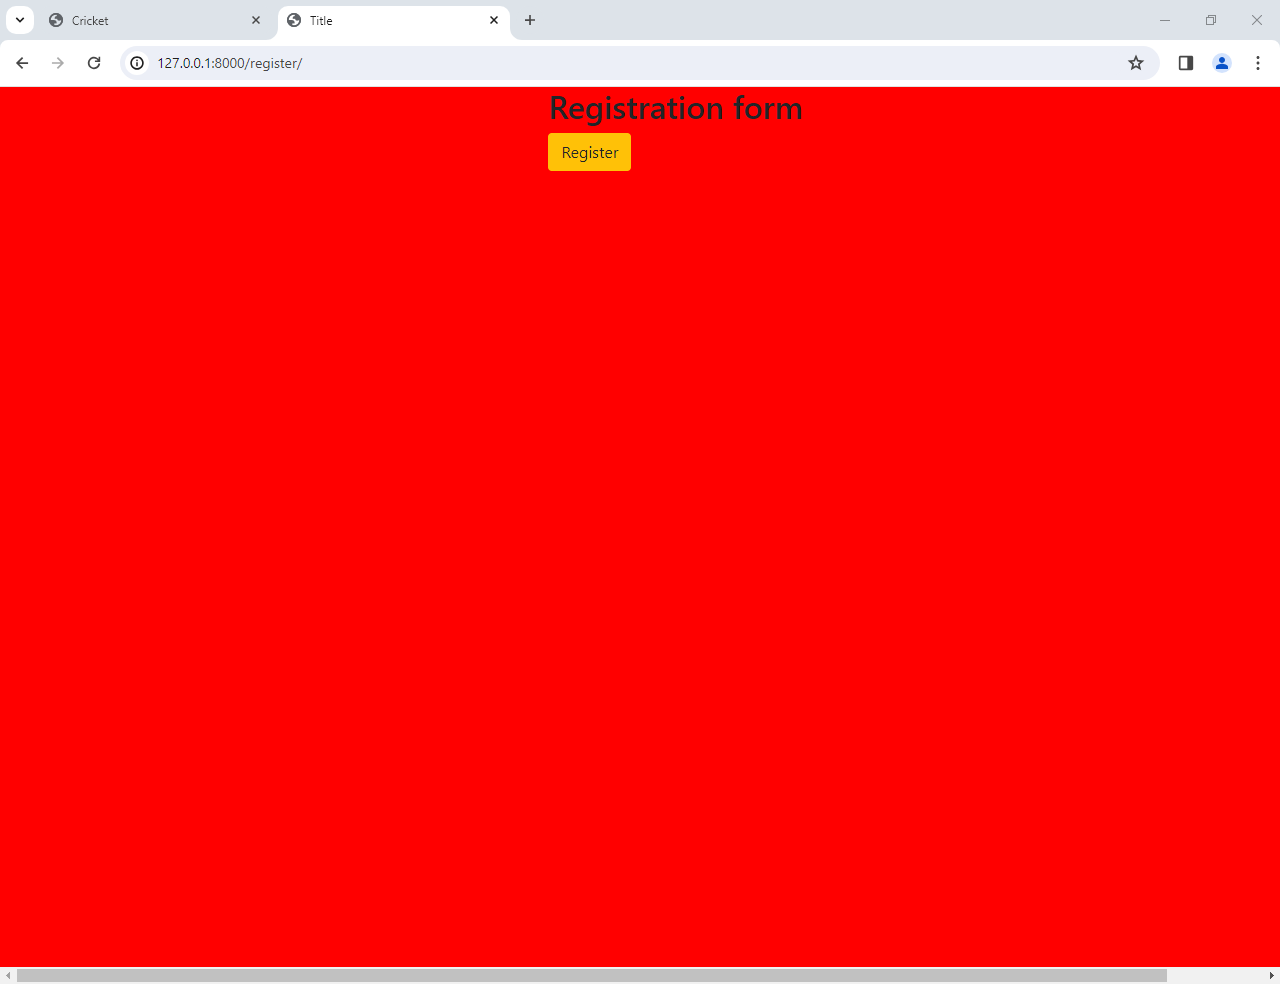 Cricket
Title
127.0.0.1:8000/register/
Registration form
Register